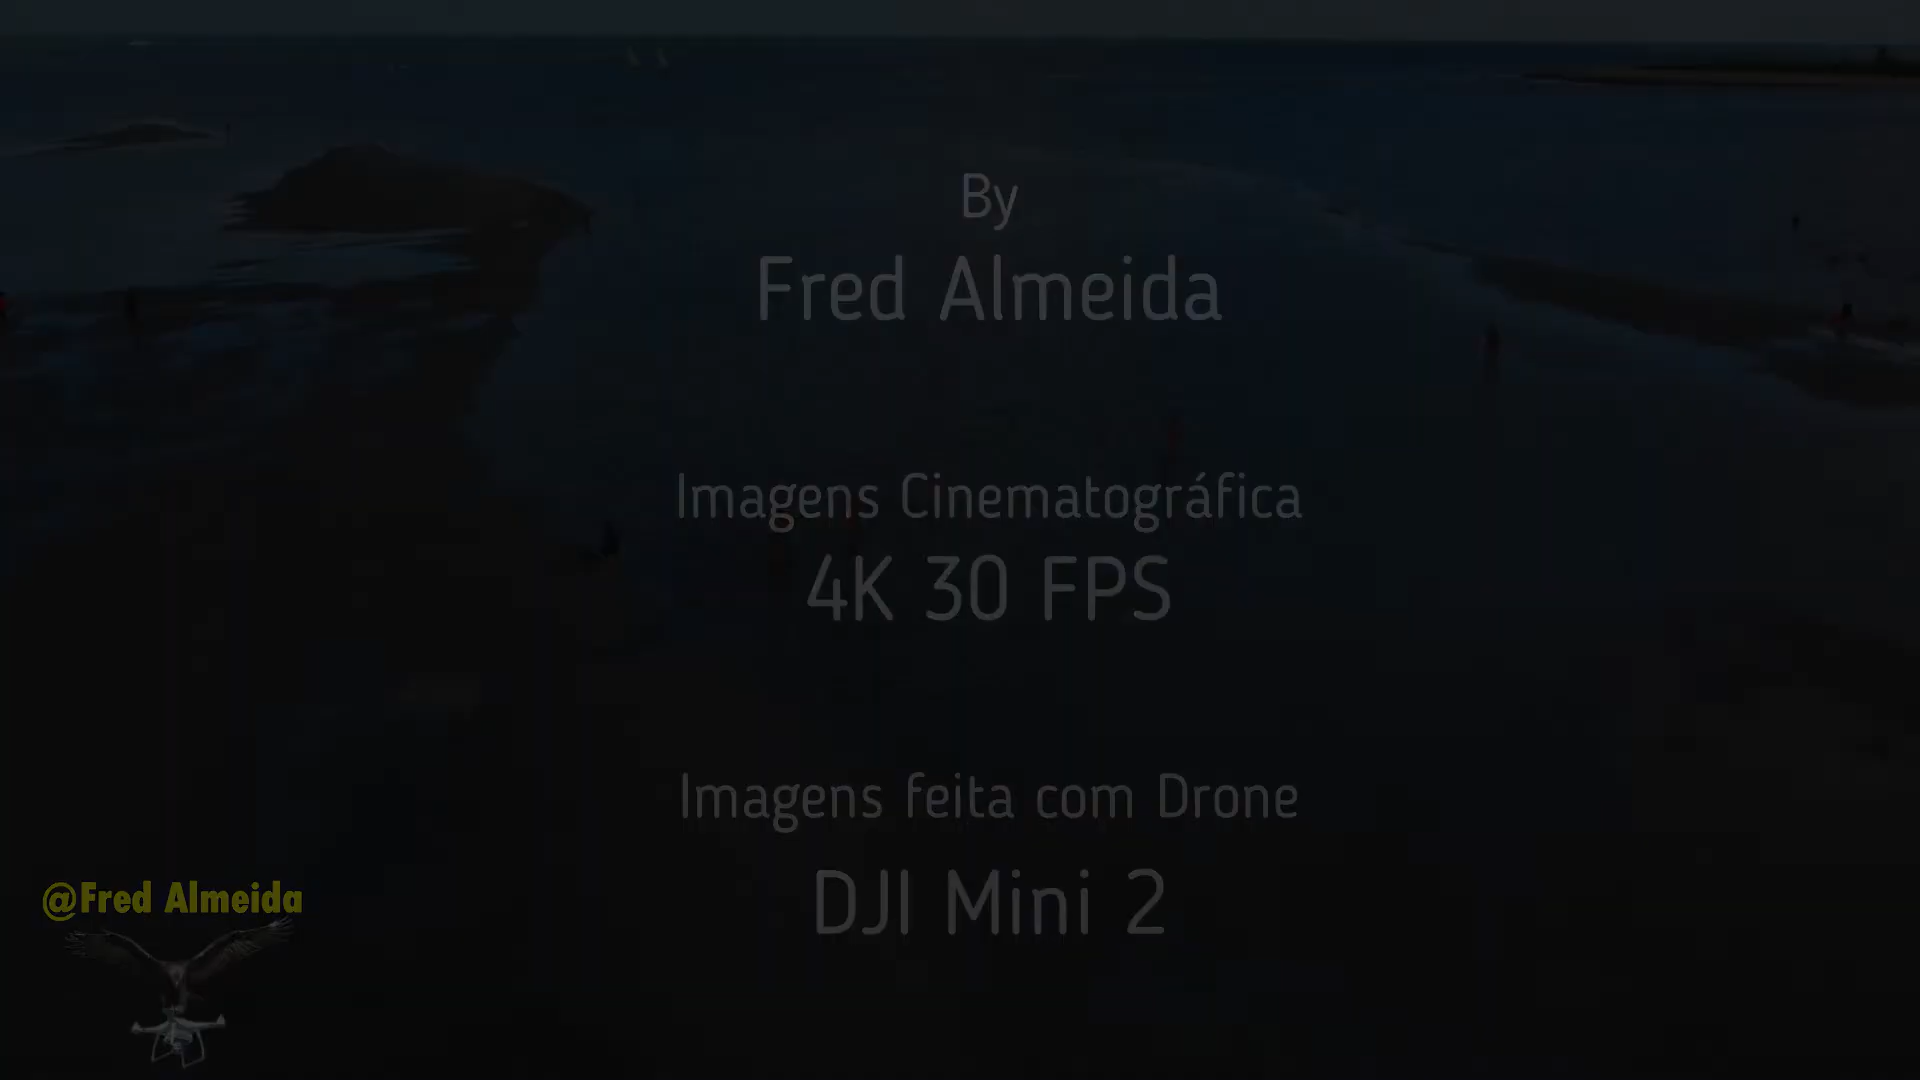 By
Fred Almeida
Imagens Cinematográfica
4K 30 FPS
Imagens feita com Drone
DJI Mini 2
@Fred Almeida